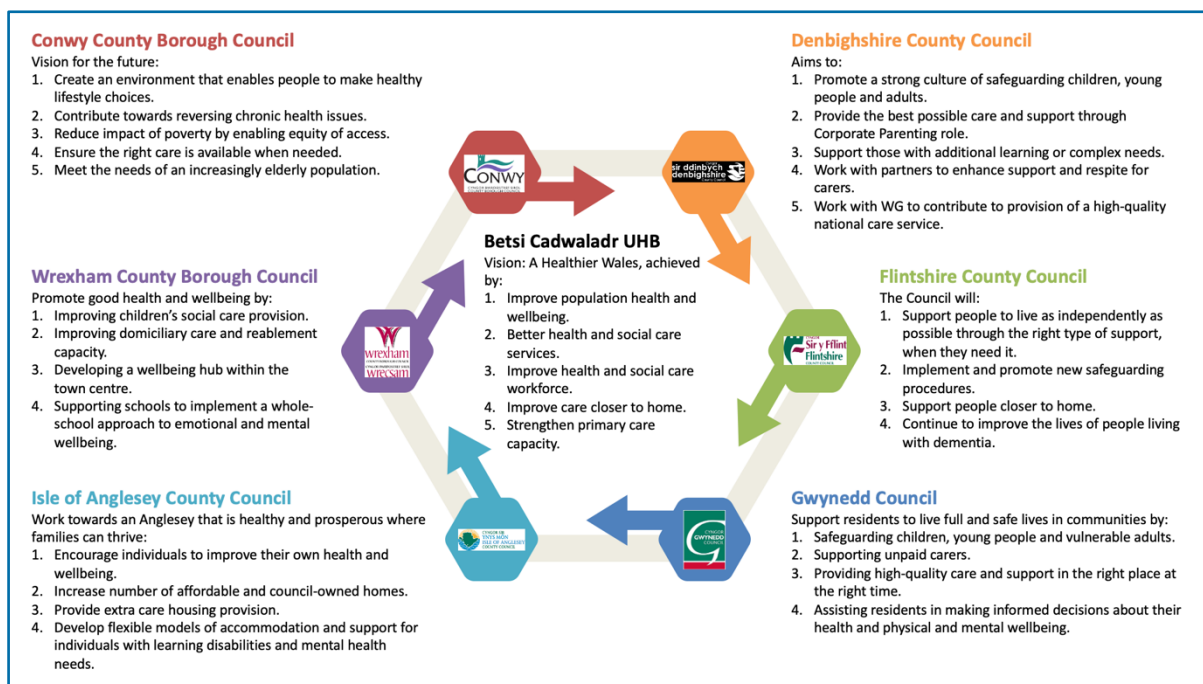 Conwy County Borough Council
Vision for the future:
1. Create an environment that enables people to make healthy
lifestyle choices.
2. Contribute towards reversing chronic health issues.
3. Reduce impact of poverty by enabling equity of access.
4. Ensure the right care is available when needed.
5. Meet the needs of an increasingly elderly population.
Denbighshire County Council
Aims to:
1. Promote a strong culture of safeguarding children, young
people and adults.
2. Provide the best possible care and support through
Corporate Parenting role.
3. Support those with additional learning or complex needs.
4. Work with partners to enhance support and respite for
carers.
5. Work with WG to contribute to provision of a high-quality
national care service.
CONWY
sir ddinbych
denbighshire
Betsi Cadwaladr UHB
Vision: A Healthier Wales, achieved
by:
1. Improve population health and
wellbeing.
2. Better health and social care
services.
3. Improve health and social care
workforce.
4. Improve care closer to home.
5. Strengthen primary care
capacity.
Wrexham County Borough Council
Promote good health and wellbeing by:
1. Improving children's social care provision.
2. Improving domiciliary care and reablement
capacity.
3. Developing a wellbeing hub within the
town centre.
4. Supporting schools to implement a whole-
school approach to emotional and mental
wellbeing.
wrexham
wrecsam
Sir y Fflint
Flintshire
Flintshire County Council
The Council will:
1. Support people to live as independently as
possible through the right type of support,
when they need it.
2. Implement and promote new safeguarding
procedures.
3. Support people closer to home.
4. Continue to improve the lives of people living
with dementia.
Isle of Anglesey County Council
Work towards an Anglesey that is healthy and prosperous where
families can thrive:
1. Encourage individuals to improve their own health and
wellbeing.
2. Increase number of affordable and council-owned homes.
3. Provide extra care housing provision.
4. Develop flexible models of accommodation and support for
individuals with learning disabilities and mental health
needs.
YNYS MÔN
ISLE OF ANGLESEY
COUNTY COUNCIL
CYNGOR
GWYNEDD
COUNCIL
Gwynedd Council
Support residents to live full and safe lives in communities by:
1. Safeguarding children, young people and vulnerable adults.
2. Supporting unpaid carers.
3. Providing high-quality care and support in the right place at
the right time.
4. Assisting residents in making informed decisions about their
health and physical and mental wellbeing.